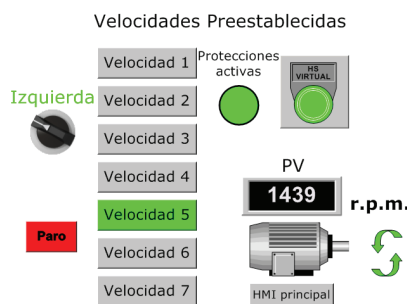 Velocidades Preestablecidas
Velocidad 1
Protecciones
activas
HS
VIRTUAL
Izquierda
Velocidad 2
Velocidad 3
Velocidad 4
PV
1439
r.p.m.
Velocidad 5
Paro
Velocidad 6
Velocidad 7
HMI principal